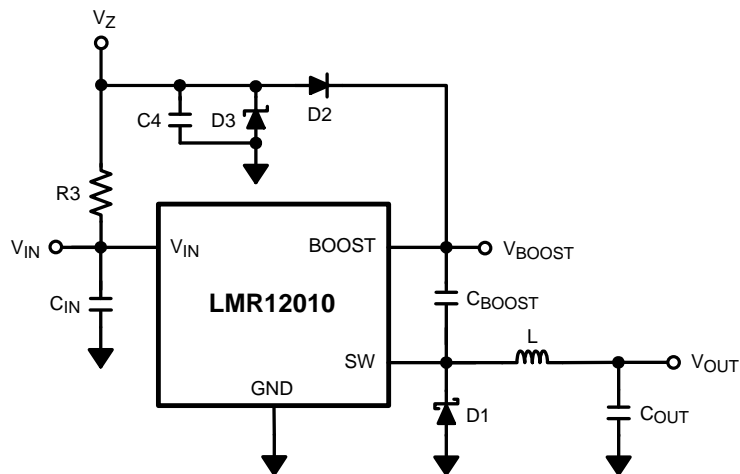 VZ
C4
D3
D2
R3
VIN
VIN
BOOST
VBOOST
CIN
LMR12010
CBOOST
SW
L
VOUT
GND
D1
COUT